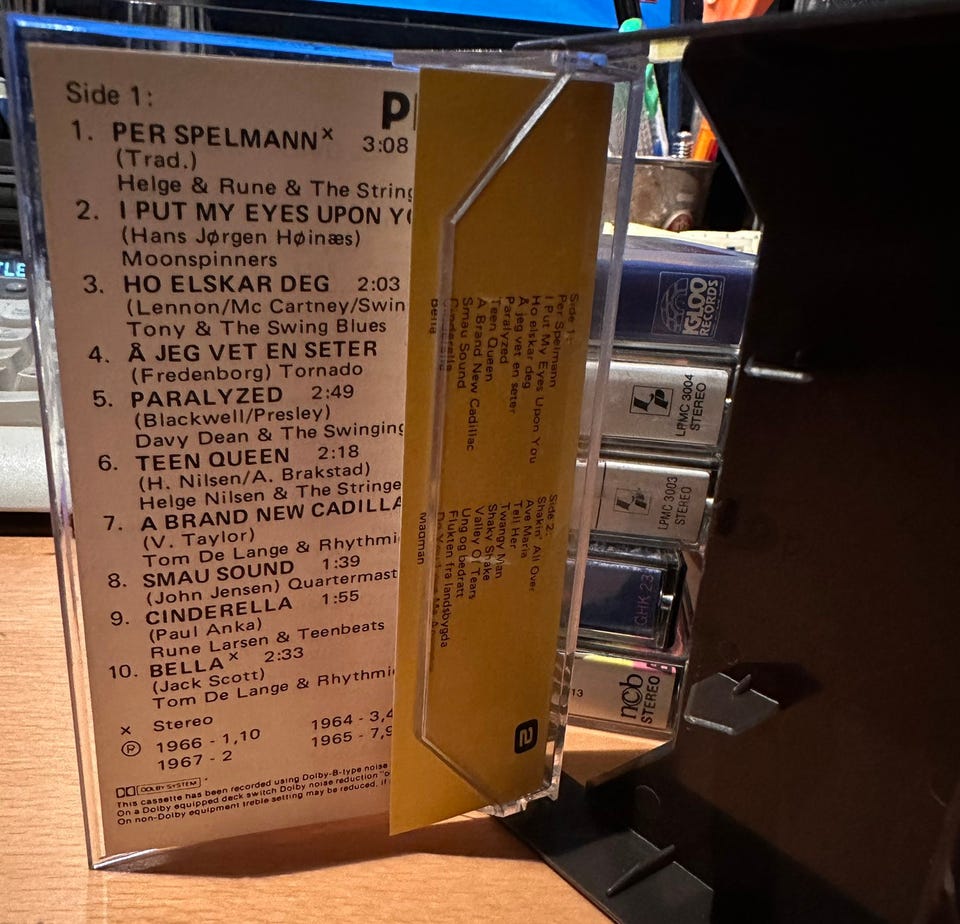 Side 1:
1. PER SPELMANNˣ 3:08
(Trad.)
Helge & Rune & The String
2. I PUT MY EYES UPON Y
(Hans Jørgen Høinæs)
Moonspinners
3. HO ELSKAR DEG 2:03
(Lennon/Mc Cartney/Swin
Tony & The Swing Blues
4. Å JEG VET EN SETER
(Fredenborg) Tornado
5. PARALYZED 2:49
(Blackwell/Presley)
Davy Dean & The Swinging
6. TEEN QUEEN 2:18
(H. Nilsen/A. Brakstad)
Helge Nilsen & The Stringe
7. A BRAND NEW CADILLA
(V. Taylor)
Tom De Lange & Rhythmi
8. SMAU SOUND 1:39
(John Jensen) Quartermast
9. CINDERELLA 1:55
(Paul Anka)
Rune Larsen & Teenbeats
10. BELLAˣ 2:33
(Jack Scott)
Tom De Lange & Rhythmi
x Stereo
Ⓟ 1966 - 1,10 1964 - 3,4
1967 - 2 1965 - 7,9
DOLBY SYSTEM
This cassette has been recorded using Dolby-B-type noise
On a Dolby equipped deck switch Dolby noise reduction "o
On non-Dolby equipment treble setting may be reduced, if
P
Side 1:
Per Spelmann
I Put My Eyes Upon You
Ho elskar deg
Å jeg vet en seter
Paralyzed
Teen Queen
A Brand New Cadillac
Smau Sound
Cinderella
Bella
Side 2:
Shakin' All Over
Ave Maria
Tell Her
Twangy Man
Shaky Shake
Valley Of Tears
Ung og bedratt
Flukten fra landsbygda
Do You
Madman
2
IGLOO
RECORDS
LPMC 3004
STEREO
LPMC 3003
STEREO
CHK 23
13
ncb
STEREO
TLE